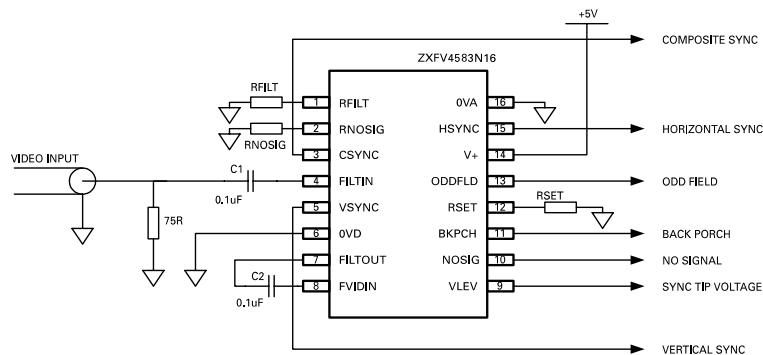 +5V
COMPOSITE SYNC
ZXFV4583N16
RFILT
1 RFILT 0VA 16
2 RNOSIG HSYNC 15 HORIZONTAL SYNC
RNOSIG
VIDEO INPUT
3 CSYNC V+ 14
C1
4 FILTIN ODDFLD 13 ODD FIELD
0.1uF
RSET
5 VSYNC RSET 12
75R
6 0VD BKPCH 11 BACK PORCH
7 FILTOUT NOSIG 10 NO SIGNAL
C2
8 FVIDIN VLEV 9 SYNC TIP VOLTAGE
0.1uF
VERTICAL SYNC